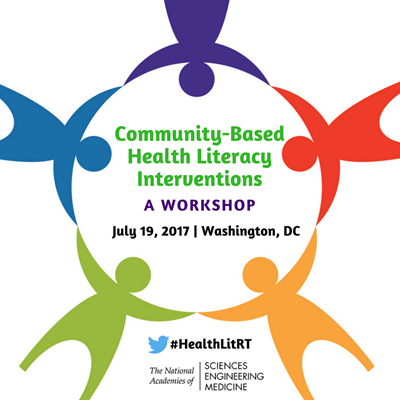 Community-Based
Health Literacy
Interventions
A WORKSHOP
July 19, 2017 | Washington, DC
#HealthLitRT
The National
Academies of
SCIENCES
ENGINEERING
MEDICINE